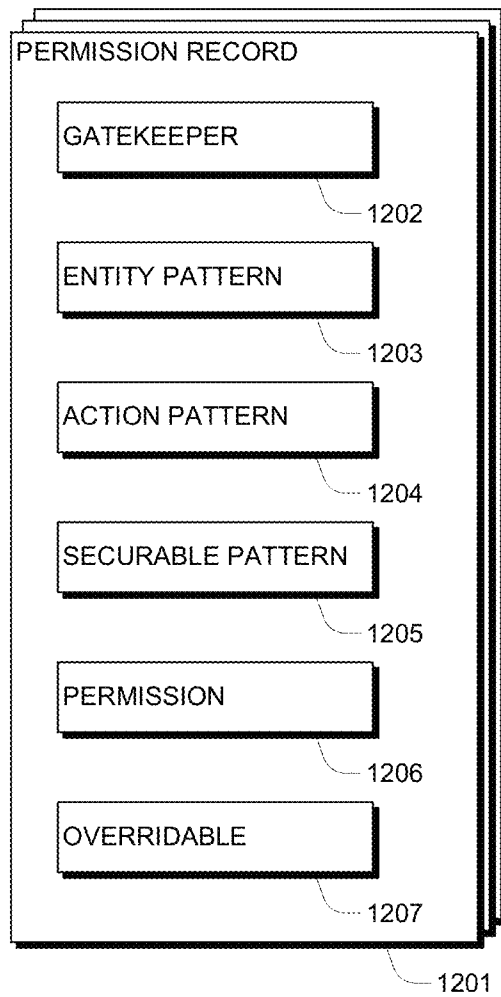 PERMISSION RECORD
GATEKEEPER
1202
ENTITY PATTERN
1203
ACTION PATTERN
1204
SECURABLE PATTERN
1205
PERMISSION
1206
OVERRIDABLE
1207
1201